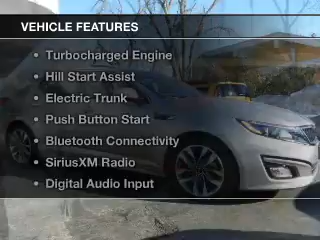 VEHICLE FEATURES
• Turbocharged Engine
• Hill Start Assist
• Electric Trunk
• Push Button Start
• Bluetooth Connectivity
• SiriusXM Radio
• Digital Audio Input